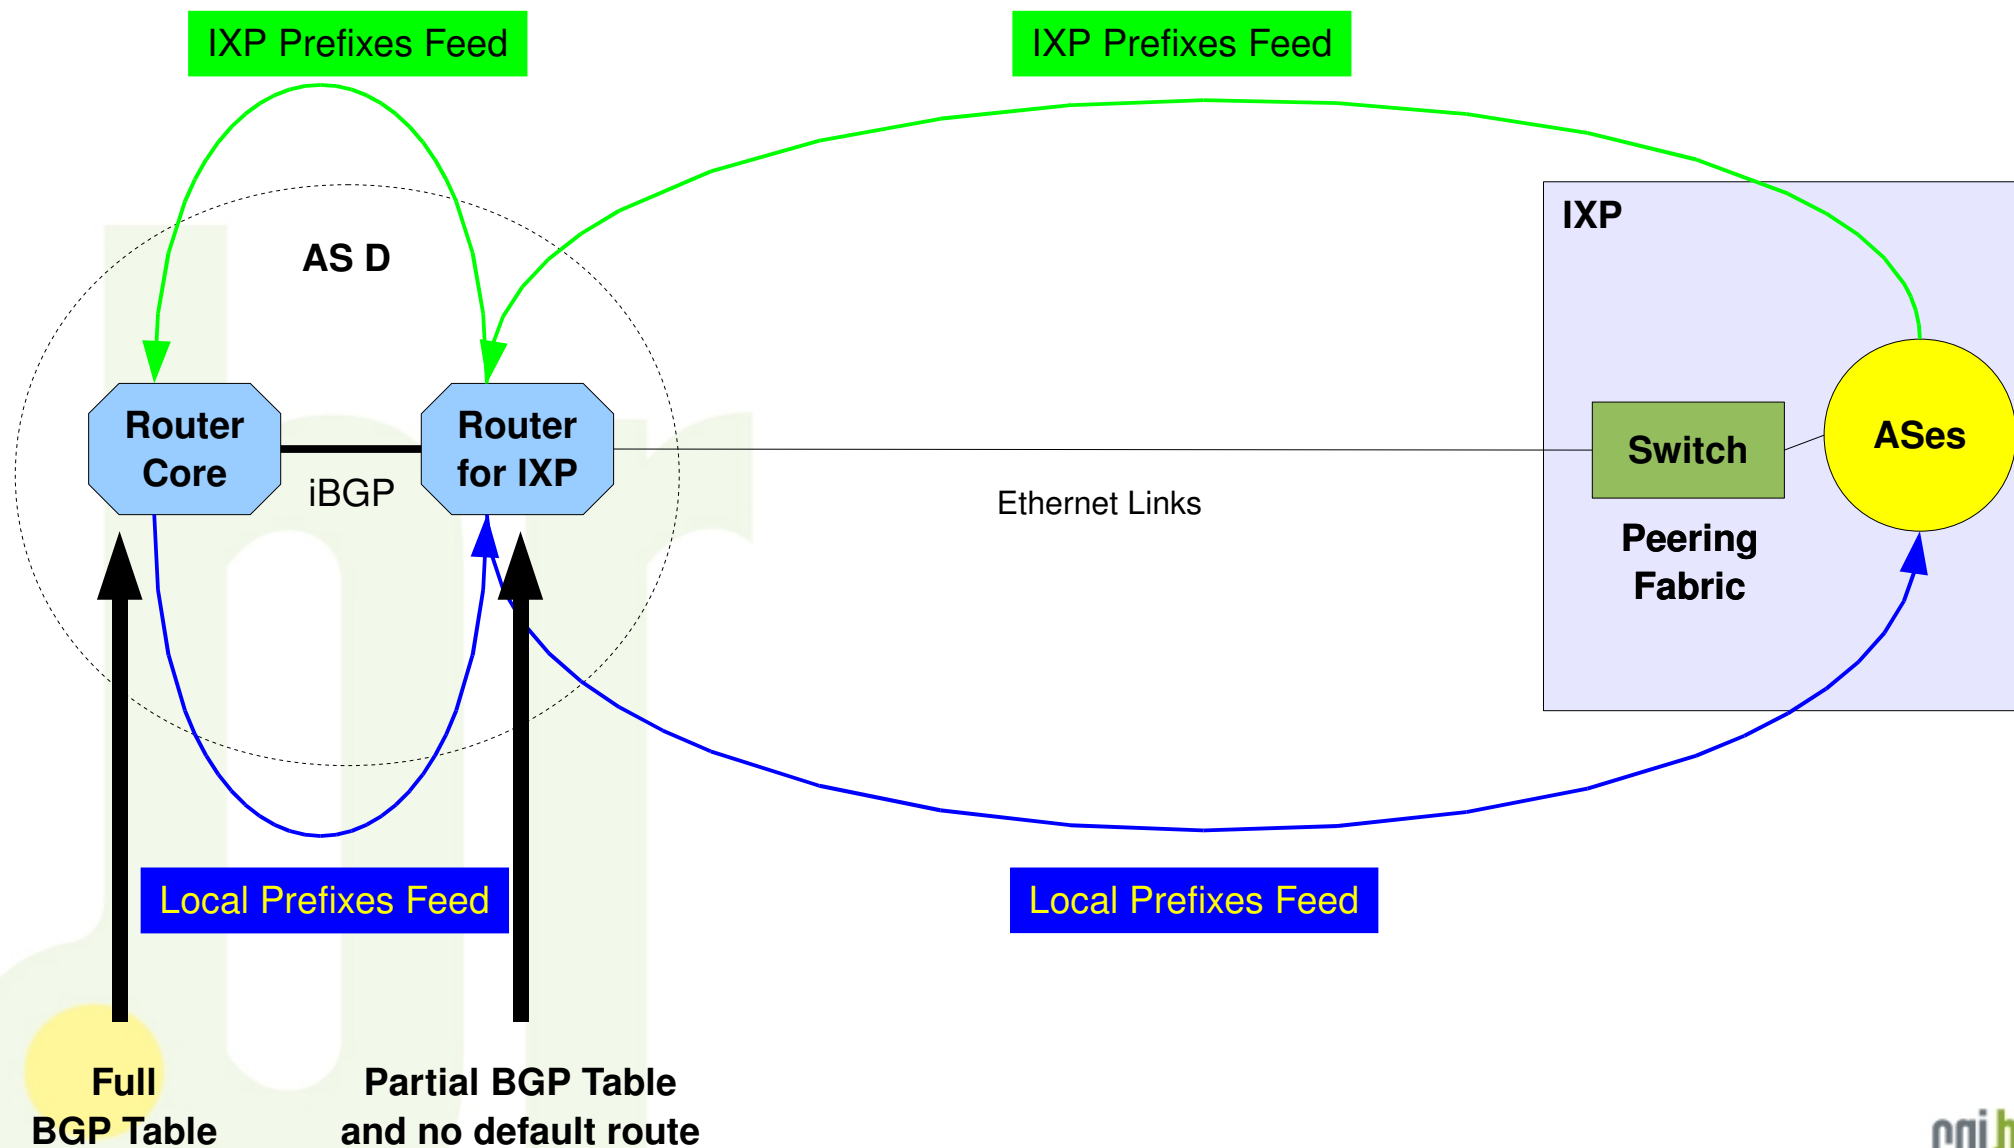 IXP Prefixes Feed
IXP Prefixes Feed
IXP
AS D
Router
Core
Router
for IXP
iBGP
Ethernet Links
Switch
ASes
Peering
Fabric
Local Prefixes Feed
Local Prefixes Feed
Full
BGP Table
Partial BGP Table
and no default route